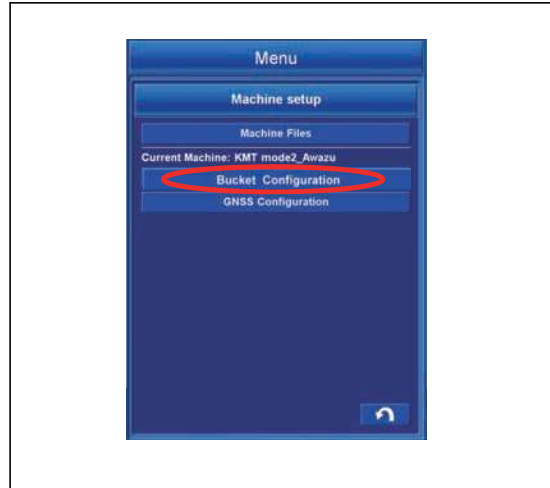 Menu
Machine setup
Machine Files
Current Machine: KMT mode2_Awazu
Bucket Configuration
GNSS Configuration